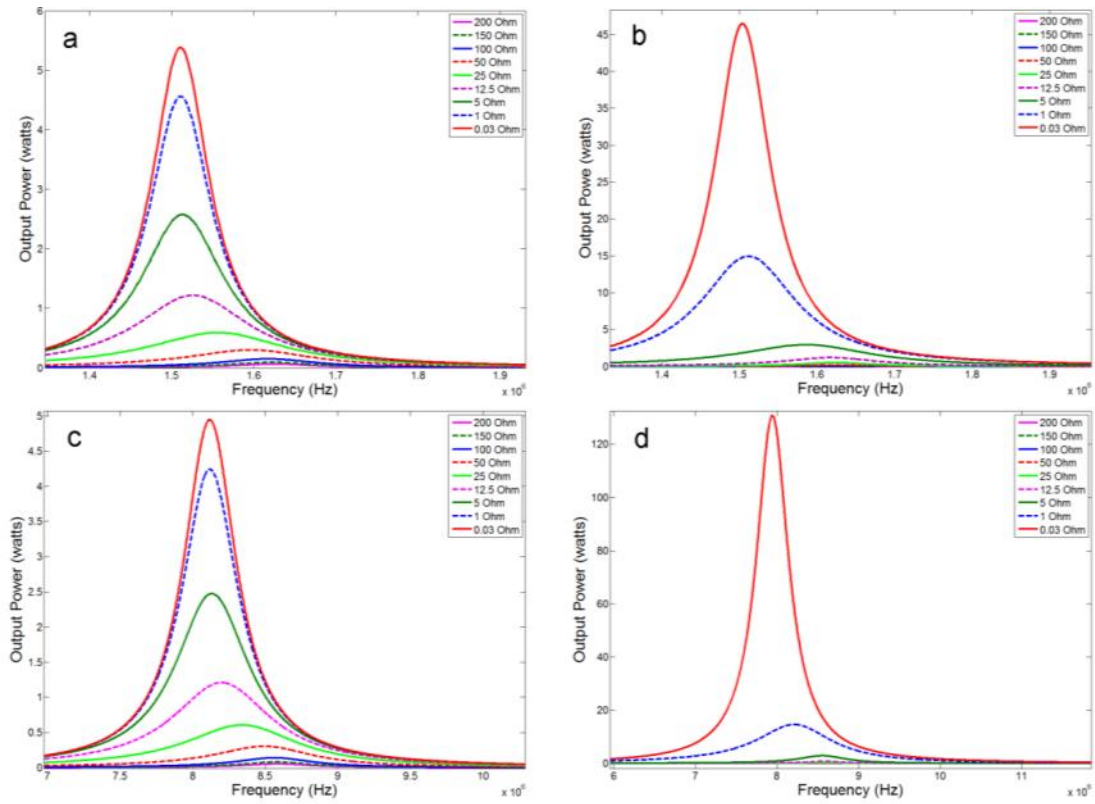 a
Output Power (watts)
6
5
4
3
2
1
0
200 Ohm
150 Ohm
100 Ohm
50 Ohm
25 Ohm
12.5 Ohm
5 Ohm
1 Ohm
0.03 Ohm
1.4 1.5 1.6 1.7 1.8 1.9
Frequency (Hz)
x 10
b
Output Powe (watts)
45
40
35
30
25
20
15
10
5
0
200 Ohm
150 Ohm
100 Ohm
50 Ohm
25 Ohm
12.5 Ohm
5 Ohm
1 Ohm
0.03 Ohm
1.4 1.5 1.6 1.7 1.8 1.9
Frequency (Hz)
x 10
c
Output Power (watts)
5
4.5
4
3.5
3
2.5
2
1.5
1
0.5
0
200 Ohm
150 Ohm
100 Ohm
50 Ohm
25 Ohm
12.5 Ohm
5 Ohm
1 Ohm
0.03 Ohm
7 7.5 8 8.5 9 9.5 10
Frequency (Hz)
x 10
d
Output Power (watts)
120
100
80
60
40
20
0
200 Ohm
150 Ohm
100 Ohm
50 Ohm
25 Ohm
12.5 Ohm
5 Ohm
1 Ohm
0.03 Ohm
6 7 8 9 10 11
Frequency (Hz)
x 10